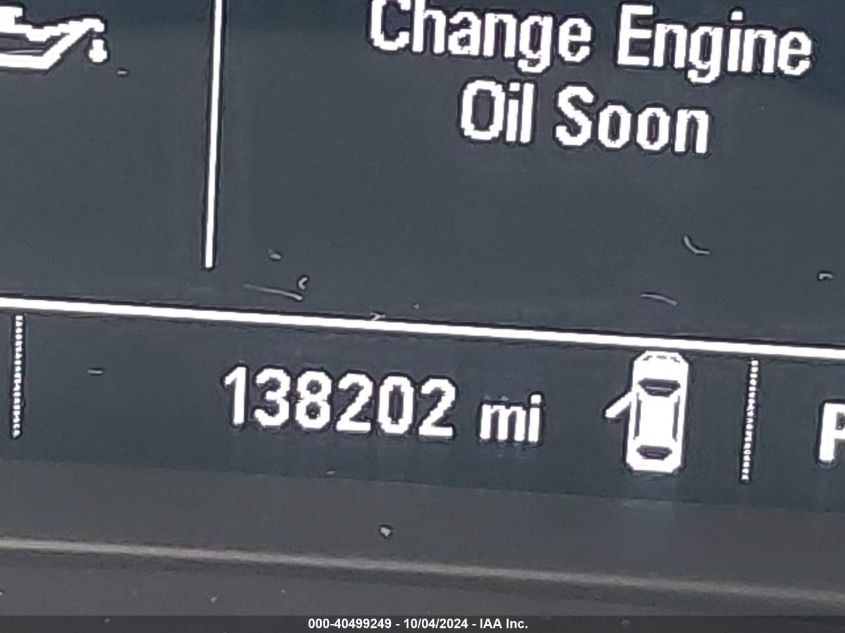 Change Engine
Oil Soon
138202 mi
P
000-40499249 - 10/04/2024 - IAA Inc.